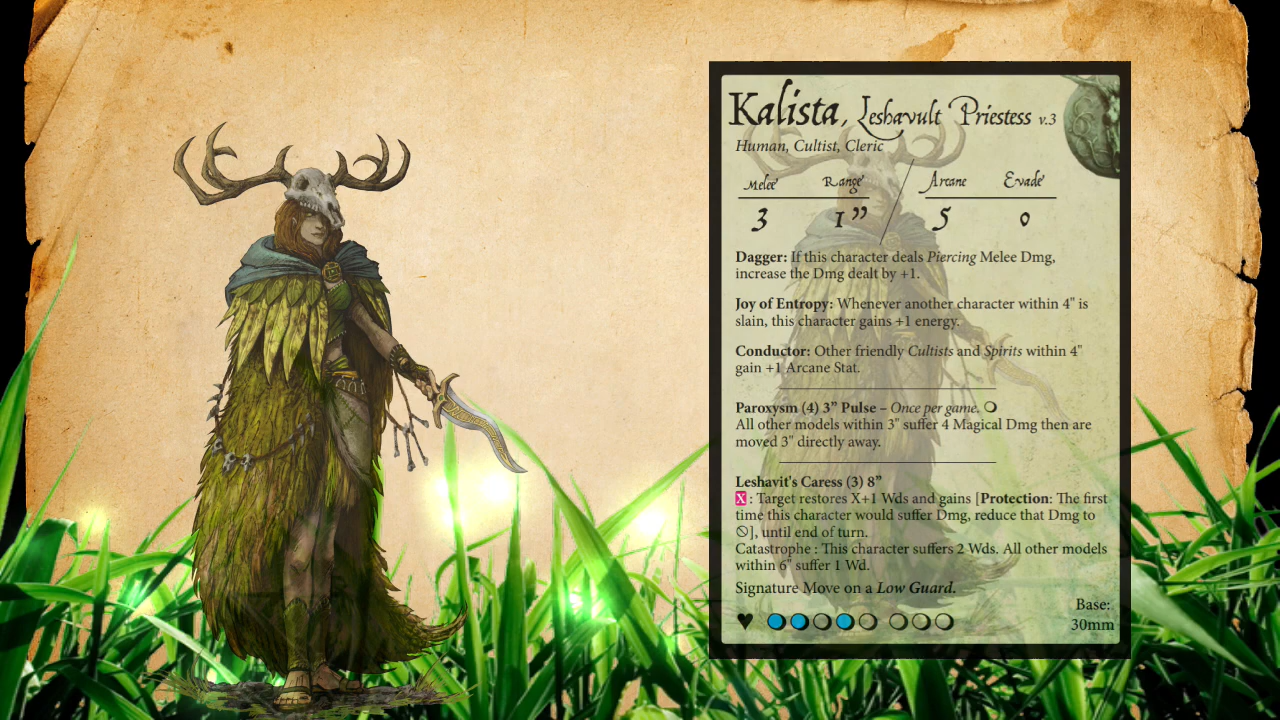 Kalista, Leshavult Priestess v.3
Human, Cultist, Cleric
Melee Range Arcane Evade
3 1” 5 0
Dagger: If this character deals Piercing Melee Dmg,
increase the Dmg dealt by +1.
Joy of Entropy: Whenever another character within 4" is
slain, this character gains +1 energy.
Conductor: Other friendly Cultists and Spirits within 4"
gain +1 Arcane Stat.
Paroxysm (4) 3” Pulse – Once per game.
All other models within 3" suffer 4 Magical Dmg then are
moved 3" directly away.
Leshavit's Caress (3) 8”
X : Target restores X+1 Wds and gains [Protection: The first
time this character would suffer Dmg, reduce that Dmg to
], until end of turn.
Catastrophe : This character suffers 2 Wds. All other models
within 6" suffer 1 Wd.
Signature Move on a Low Guard.
Base:
30mm